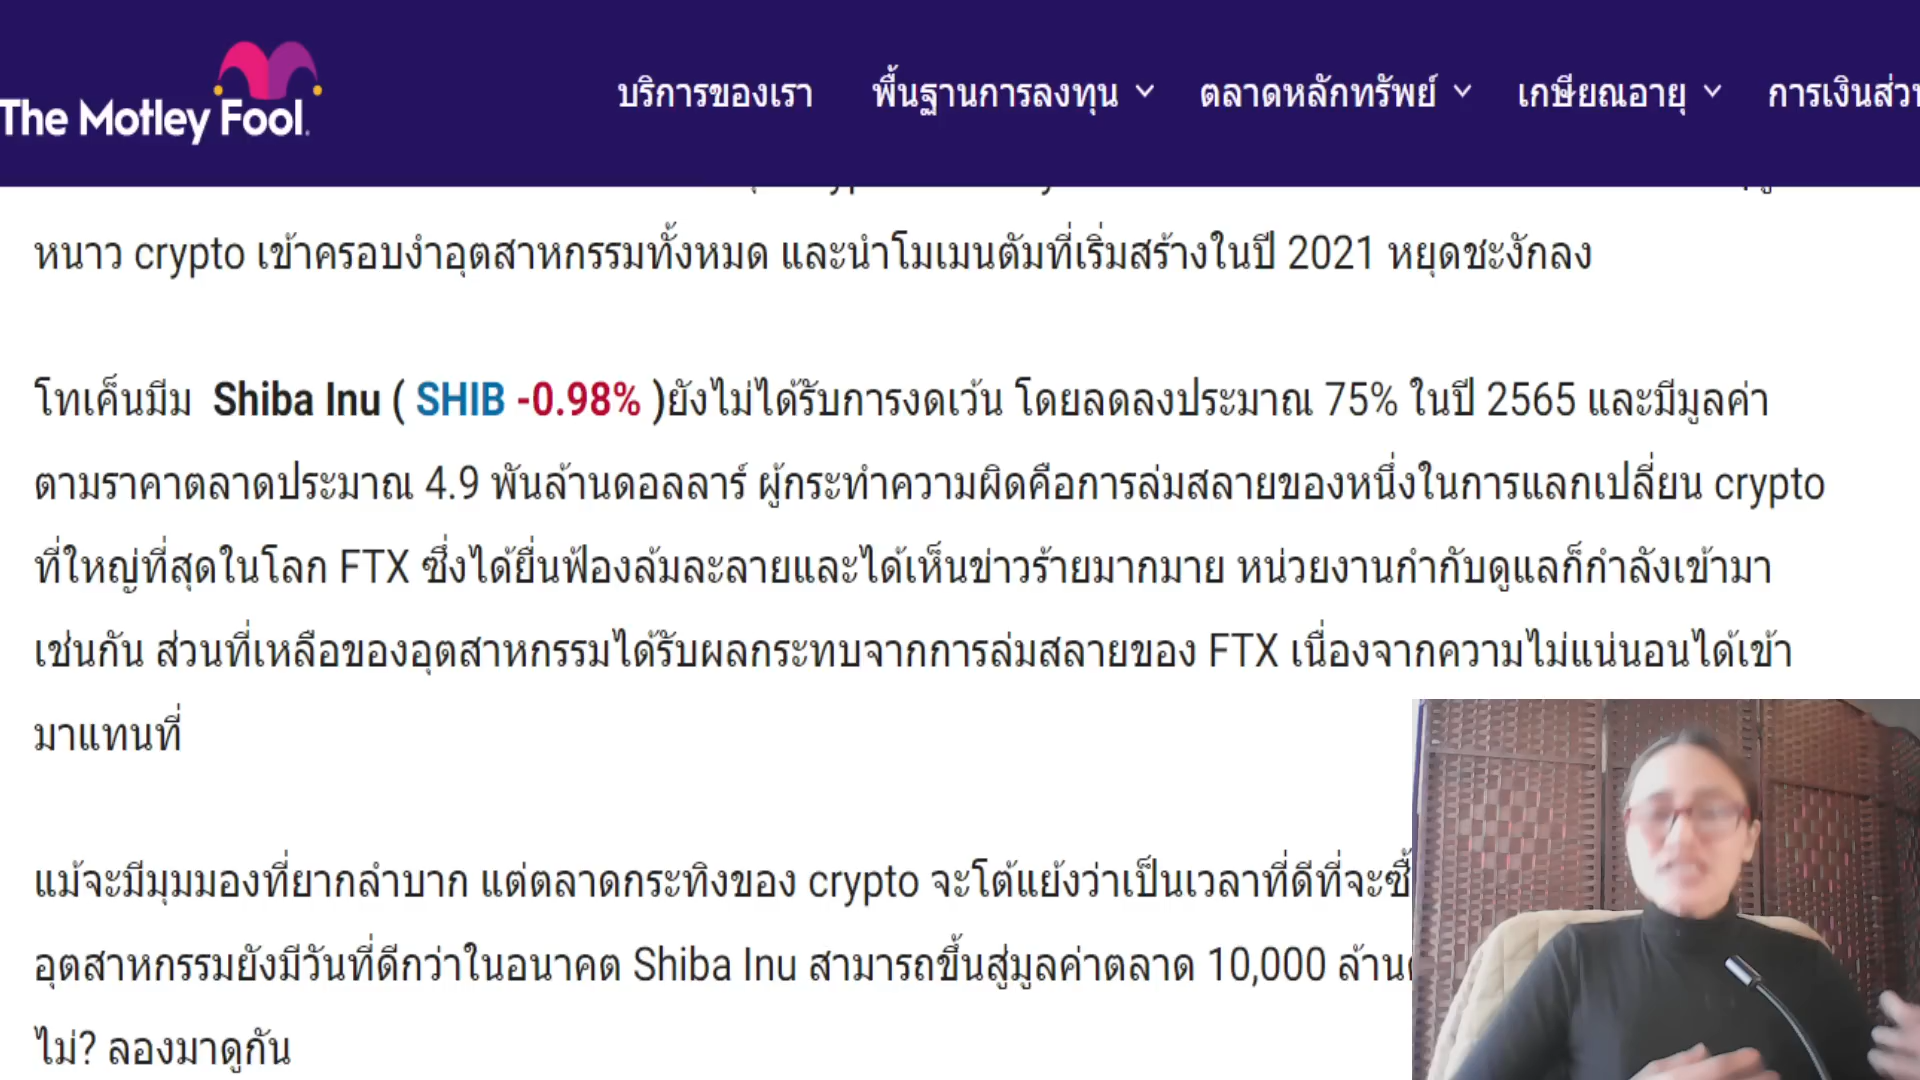 The Motley Fool.
บริการของเรา พื้นฐานการลงทุน ตลาดหลักทรัพย์ เกษียณอายุ การเงินส่วน
หนาว crypto เข้าครอบงำอุตสาหกรรมทั้งหมด และนำโมเมนตัมที่เริ่มสร้างในปี 2021 หยุดชะงักลง
โทเค็นมีม Shiba Inu ( SHIB -0.98% )ยังไม่ได้รับการงดเว้น โดยลดลงประมาณ 75% ในปี 2565 และมีมูลค่า
ตามราคาตลาดประมาณ 4.9 พันล้านดอลลาร์ ผู้กระทำความผิดคือการล่มสลายของหนึ่งในการแลกเปลี่ยน crypto
ที่ใหญ่ที่สุดในโลก FTX ซึ่งได้ยื่นฟ้องล้มละลายและได้เห็นข่าวร้ายมากมาย หน่วยงานกำกับดูแลก็กำลังเข้ามา
เช่นกัน ส่วนที่เหลือของอุตสาหกรรมได้รับผลกระทบจากการล่มสลายของ FTX เนื่องจากความไม่แน่นอนได้เข้า
มาแทนที่
แม้จะมีมุมมองที่ยากลำบาก แต่ตลาดกระทิงของ crypto จะโต้แย้งว่าเป็นเวลาที่ดีที่จะซื้
อุตสาหกรรมยังมีวันที่ดีกว่าในอนาคต Shiba Inu สามารถขึ้นสู่มูลค่าตลาด 10,000 ล้าน
ไม่? ลองมาดูกัน